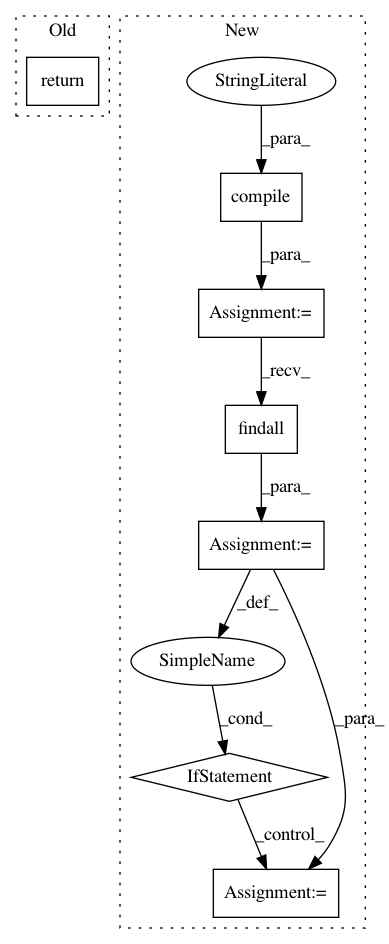 Old
New
return
StringLiteral
_para_
compile
_para_
Assignment:=
_recv_
findall
_para_
Assignment:=
_def_
SimpleName
_cond_
_para_
IfStatement
_control_
Assignment:=